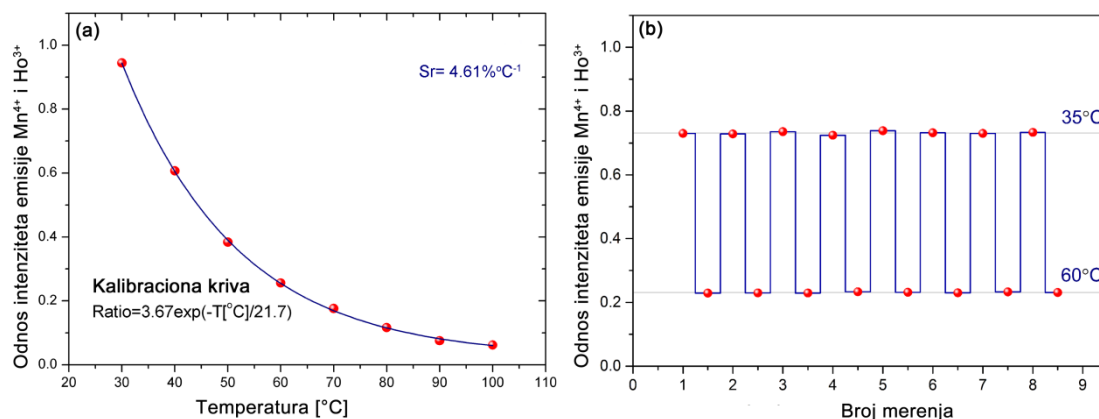 (a)
Sr= 4.61%°C⁻¹
Kalibraciona kriva
Ratio=3.67exp(-T[°C]/21.7)
Odnos intenziteta emisije Mn⁴⁺ i Ho³⁺
1.0
0.8
0.6
0.4
0.2
0.0
20 30 40 50 60 70 80 90 100 110
Temperatura [°C]
(b)
35°C
60°C
Odnos intenziteta emisije Mn⁴⁺ i Ho³⁺
1.0
0.8
0.6
0.4
0.2
0.0
0 1 2 3 4 5 6 7 8 9
Broj merenja